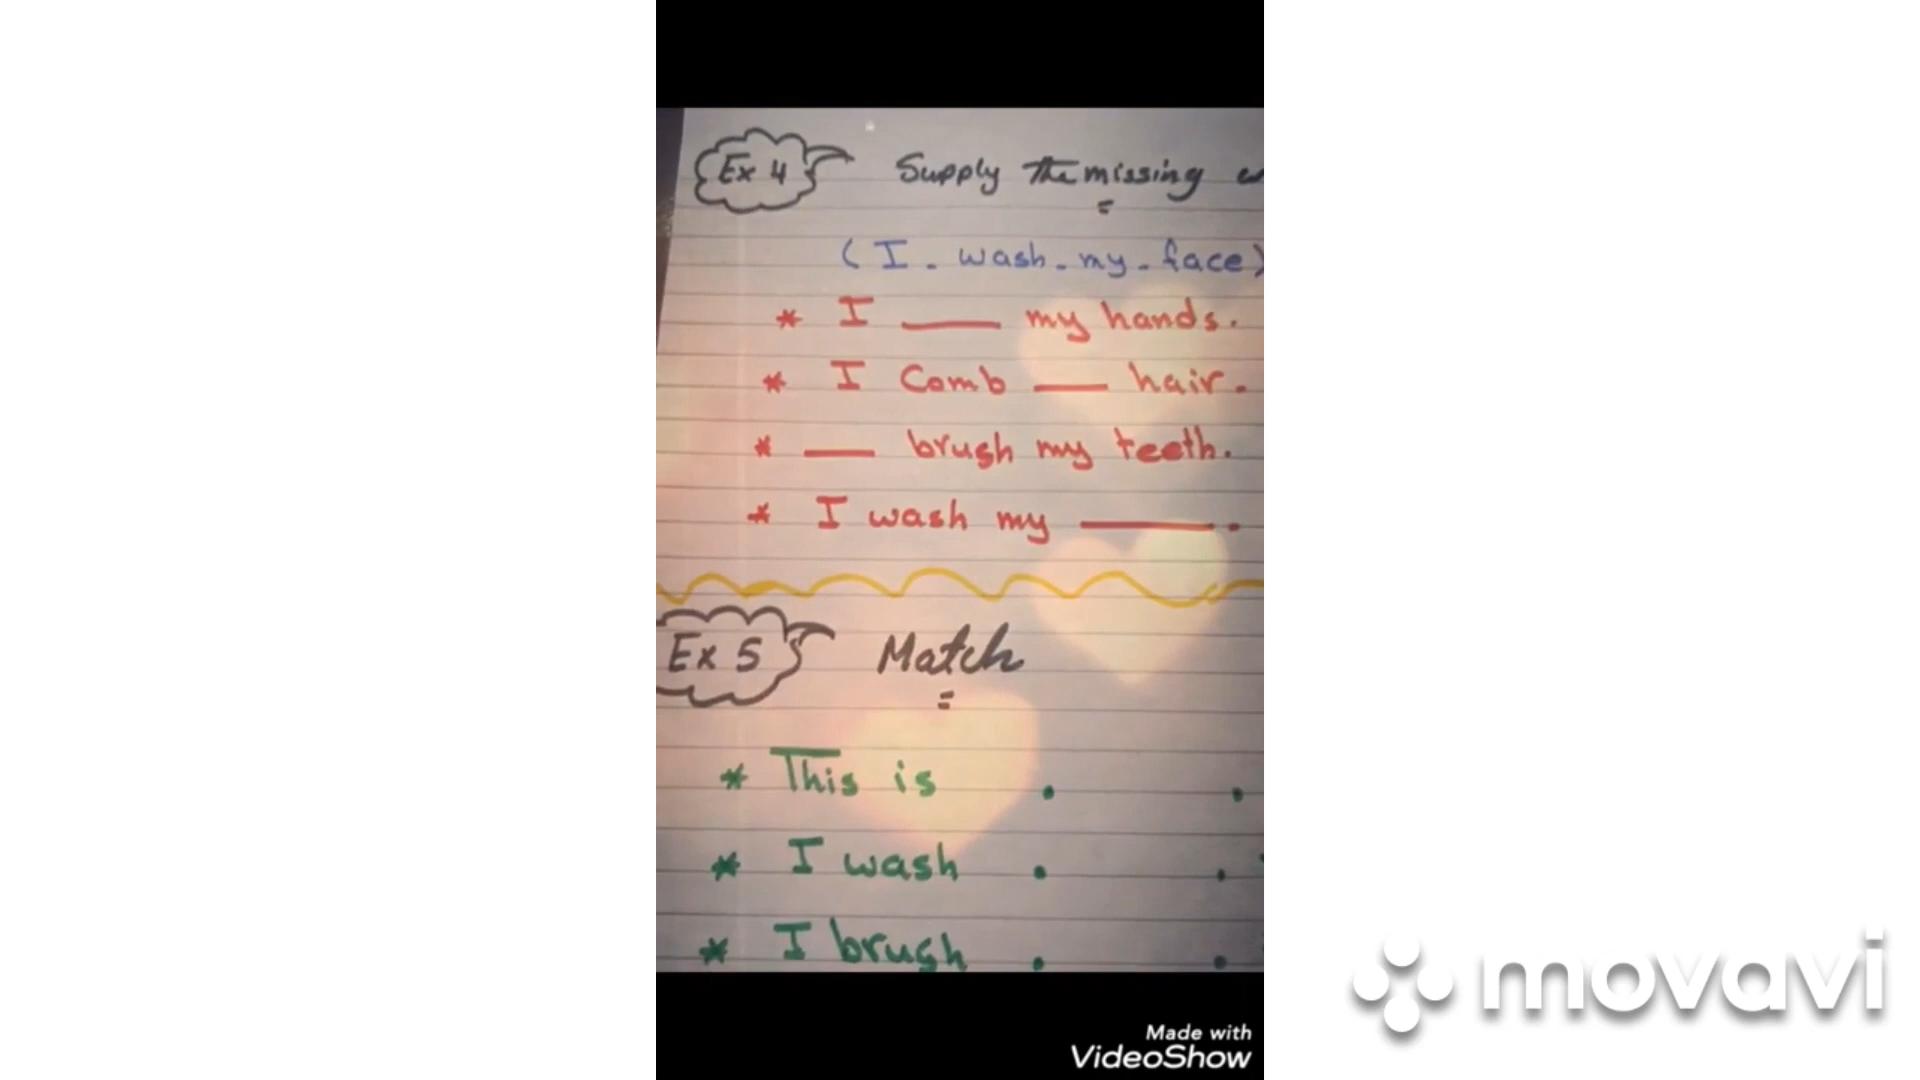 Ex 4 Supply the missing
(I - wash - my - face)
* I ____ my hands.
* I Comb ____ hair.
* ____ brush my teeth.
* I wash my ____.
Ex 5 Match
* This is . .
* I wash . .
* I brush . .
Made with
VideoShow
movavi